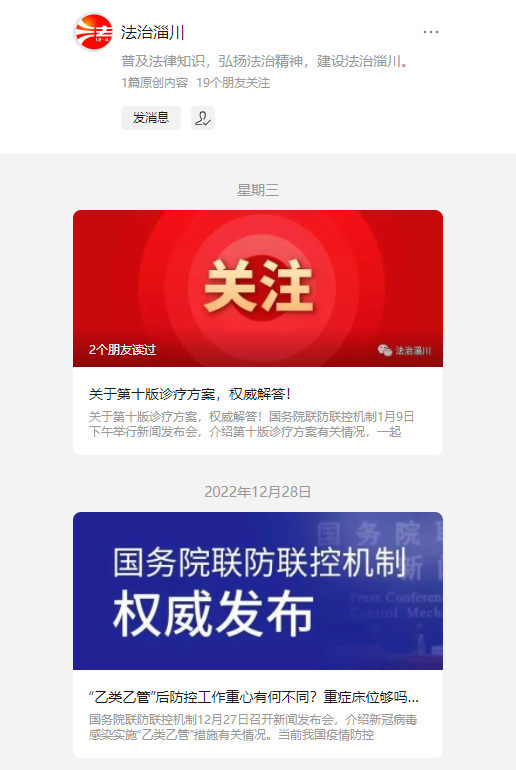 法治淄川
普及法律知识，弘扬法治精神，建设法治淄川。
1篇原创内容 19个朋友关注
发消息
星期三
关注
2个朋友读过
法治淄川
关于第十版诊疗方案，权威解答！
关于第十版诊疗方案，权威解答！国务院联防联控机制1月9日
下午举行新闻发布会，介绍第十版诊疗方案有关情况，一起
2022年12月28日
国务院联
新
国务院联防联控机制
Press Conferen
权威发布
Control Mech
“乙类乙管”后防控工作重心有何不同？重症床位够吗...
国务院联防联控机制12月27日召开新闻发布会，介绍新冠病毒
感染实施“乙类乙管”措施有关情况。当前我国疫情防控